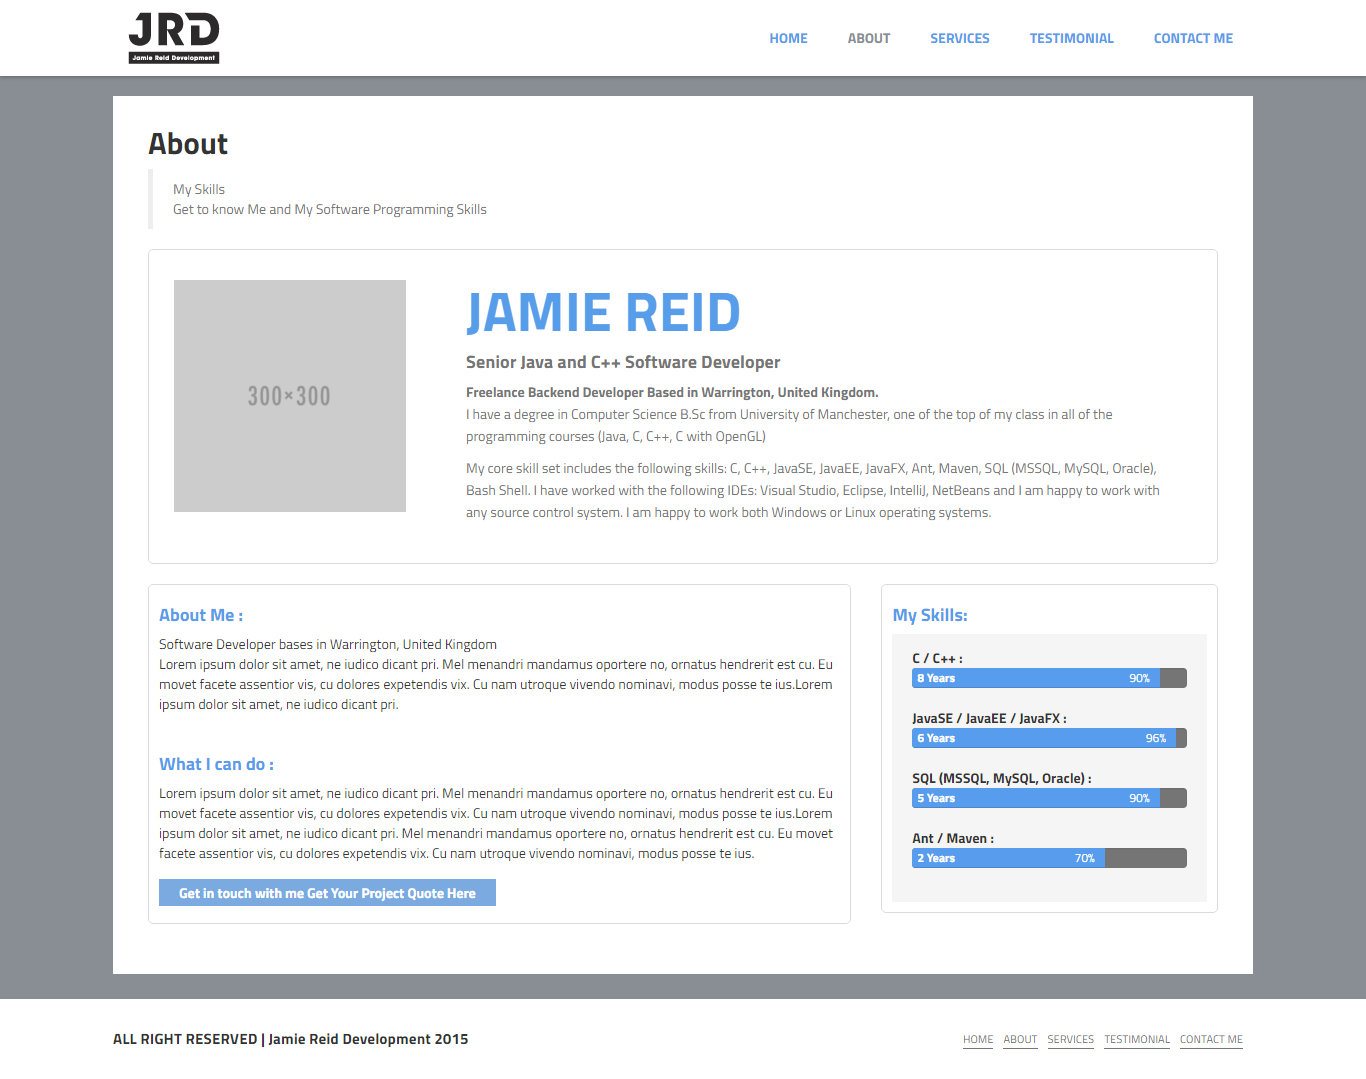 JRD
Jamie Reid Development
HOME ABOUT SERVICES TESTIMONIAL CONTACT ME
About
My Skills
Get to know Me and My Software Programming Skills
300×300
JAMIE REID
Senior Java and C++ Software Developer
Freelance Backend Developer Based in Warrington, United Kingdom.
I have a degree in Computer Science B.Sc from University of Manchester, one of the top of my class in all of the
programming courses (Java, C, C++, C with OpenGL)
My core skill set includes the following skills: C, C++, JavaSE, JavaEE, JavaFX, Ant, Maven, SQL (MSSQL, MySQL, Oracle),
Bash Shell. I have worked with the following IDEs: Visual Studio, Eclipse, IntelliJ, NetBeans and I am happy to work with
any source control system. I am happy to work both Windows or Linux operating systems.
About Me :
Software Developer bases in Warrington, United Kingdom
Lorem ipsum dolor sit amet, ne iudico dicant pri. Mel menandri mandamus oportere no, ornatus hendrerit est cu. Eu
movet facete assentior vis, cu dolores expetendis vix. Cu nam utroque vivendo nominavi, modus posse te ius.Lorem
ipsum dolor sit amet, ne iudico dicant pri.
What I can do :
Lorem ipsum dolor sit amet, ne iudico dicant pri. Mel menandri mandamus oportere no, ornatus hendrerit est cu. Eu
movet facete assentior vis, cu dolores expetendis vix. Cu nam utroque vivendo nominavi, modus posse te ius.Lorem
ipsum dolor sit amet, ne iudico dicant pri. Mel menandri mandamus oportere no, ornatus hendrerit est cu. Eu movet
facete assentior vis, cu dolores expetendis vix. Cu nam utroque vivendo nominavi, modus posse te ius.
Get in touch with me Get Your Project Quote Here
My Skills:
C / C++ :
8 Years 90%
JavaSE / JavaEE / JavaFX :
6 Years 96%
SQL (MSSQL, MySQL, Oracle) :
5 Years 90%
Ant / Maven :
2 Years 70%
ALL RIGHT RESERVED | Jamie Reid Development 2015
HOME ABOUT SERVICES TESTIMONIAL CONTACT ME